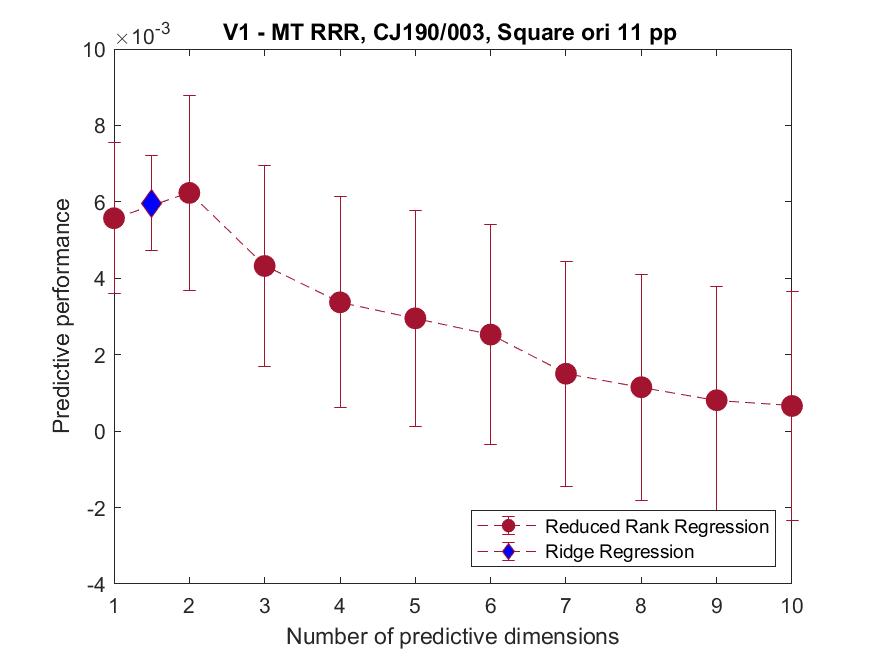 ×10-3
V1 - MT RRR, CJ190/003, Square ori 11 pp
10
8
6
4
2
0
-2
-4
Predictive performance
1 2 3 4 5 6 7 8 9 10
Number of predictive dimensions
Reduced Rank Regression
Ridge Regression